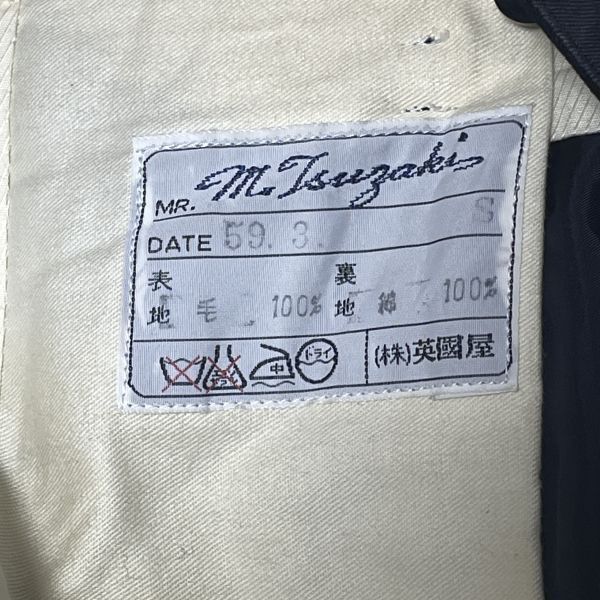 MR. M. Tsuzaki
DATE 59. 3. S
表地 毛 100% 裏地 綿 100%
中 ドライ (株)英國屋